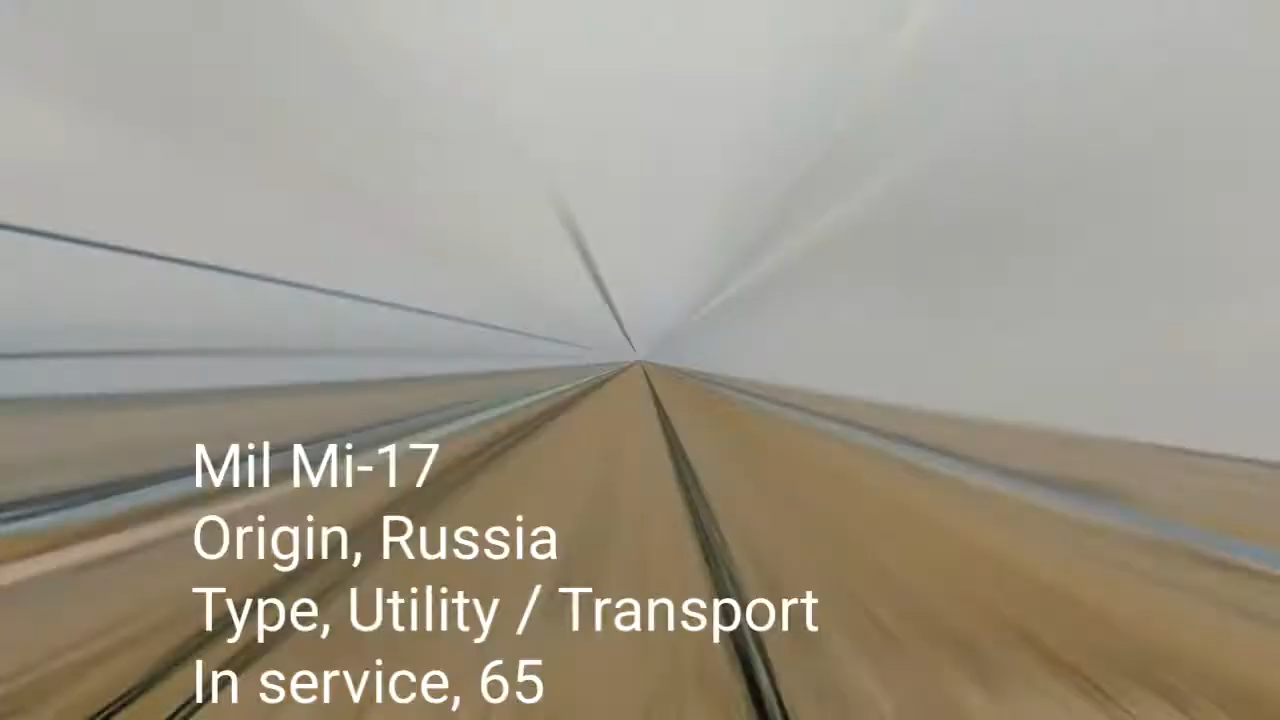 Mil Mi-17
Origin, Russia
Type, Utility / Transport
In service, 65